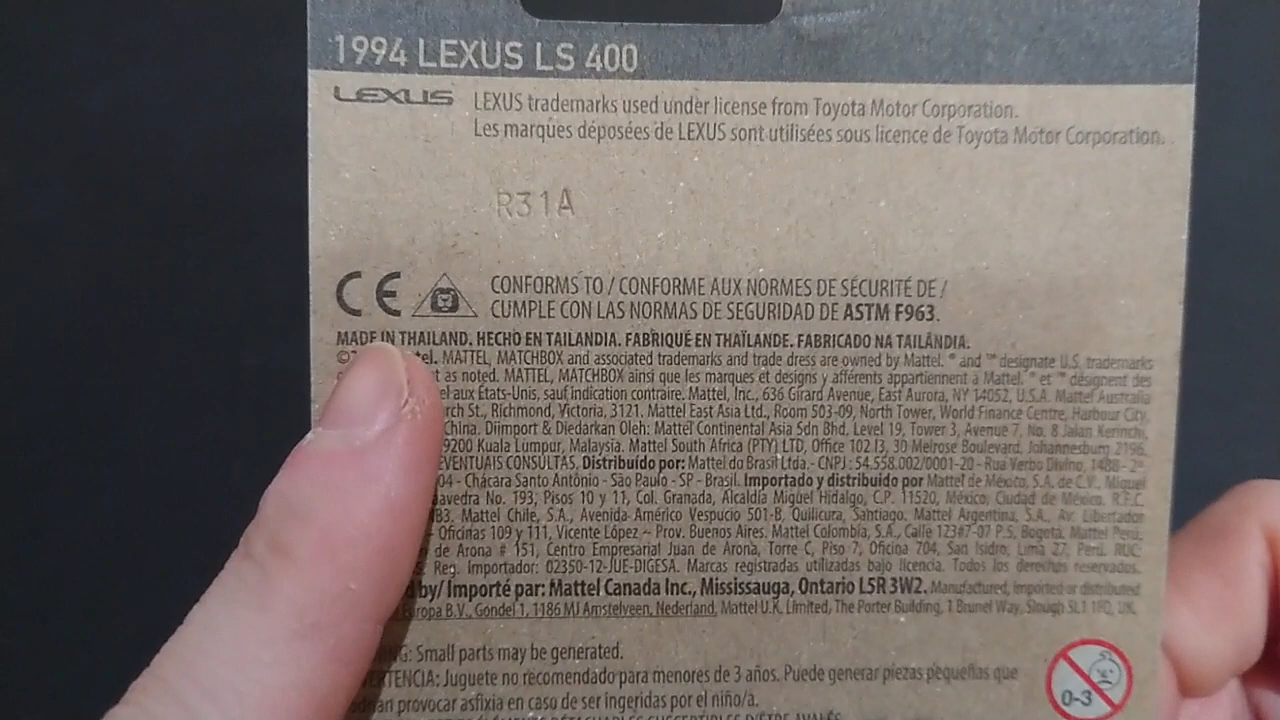 1994 LEXUS LS 400
LEXUS LEXUS trademarks used under license from Toyota Motor Corporation.
Les marques déposées de LEXUS sont utilisées sous licence de Toyota Motor Corporation.
R31A
CE CONFORMS TO / CONFORME AUX NORMES DE SÉCURITÉ DE /
CUMPLE CON LAS NORMAS DE SEGURIDAD DE ASTM F963.
MADE IN THAILAND. HECHO EN TAILANDIA. FABRIQUÉ EN THAÏLANDE. FABRICADO NA TAILÂNDIA.
© MATTEL, MATCHBOX and associated trademarks and trade dress are owned by Mattel. ® and ™ designate U.S. trademarks
as noted. MATTEL, MATCHBOX ainsi que les marques et designs y afférents appartiennent à Mattel. ® et ™ désignent des
aux États-Unis, sauf indication contraire. Mattel, Inc., 636 Girard Avenue, East Aurora, NY 14052, U.S.A. Mattel Australia
St., Richmond, Victoria, 3121. Mattel East Asia Ltd., Room 503-09, North Tower, World Finance Centre, Harbour City,
China. Diimport & Diedarkan Oleh: Mattel Continental Asia Sdn Bhd. Level 19, Tower 3, Avenue 7, No. 8 Jalan Kerinchi,
59200 Kuala Lumpur, Malaysia. Mattel South Africa (PTY) LTD, Office 102 I3, 30 Melrose Boulevard, Johannesburg 2196.
EVENTUAIS CONSULTAS. Distribuído por: Mattel do Brasil Ltda.- CNPJ : 54.558.002/0001-20 - Rua Verbo Divino, 1488 - 2º
04 - Chácara Santo Antônio - São Paulo - SP - Brasil. Importado y distribuido por Mattel de México, S.A. de C.V., Miguel
No. 193, Pisos 10 y 11, Col. Granada, Alcaldía Miguel Hidalgo, C.P. 11520, México, Ciudad de México. R.F.C.
Mattel Chile, S.A., Avenida Américo Vespucio 501-B, Quilicura, Santiago. Mattel Argentina, S.A., Av. Libertador
- Oficinas 109 y 111, Vicente López – Prov. Buenos Aires. Mattel Colombia, S.A., Calle 123#7-07 P.5, Bogotá. Mattel Perú,
de Arona # 151, Centro Empresarial Juan de Arona, Torre C, Piso 7, Oficina 704, San Isidro, Lima 27, Perú. RUC:
Reg. Importador: 02350-12-JUE-DIGESA. Marcas registradas utilizadas bajo licencia. Todos los derechos reservados.
by/ Importé par: Mattel Canada Inc., Mississauga, Ontario L5R 3W2. Manufactured, imported or distributed
Europa B.V., Gondel 1, 1186 MJ Amstelveen, Nederland, Mattel U.K. Limited, The Porter Building, 1 Brunel Way, Slough SL1 1FQ, UK.
Small parts may be generated.
Juguete no recomendado para menores de 3 años. Puede generar piezas pequeñas que
provocar asfixia en caso de ser ingeridas por el niño/a.
0-3